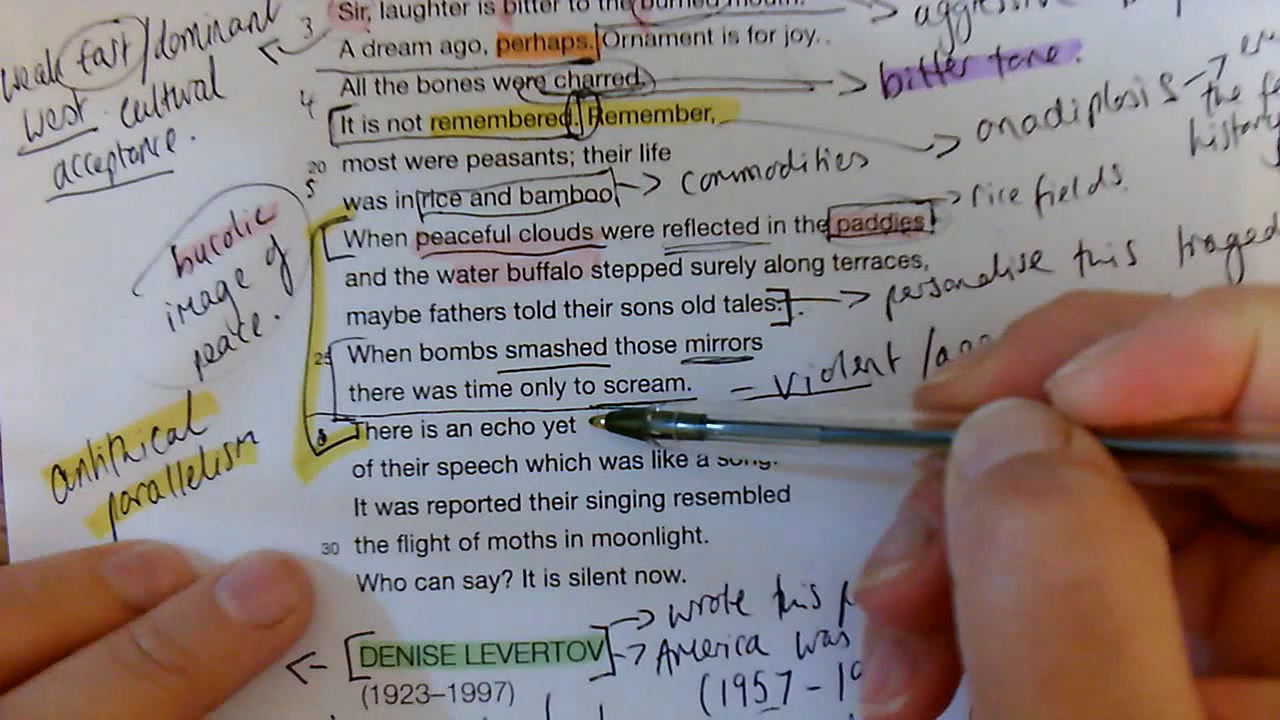 Sir, laughter is bitter to the burned mouth.
aggressive
3
weak east/dominant
west. cultural
acceptance.
A dream ago, perhaps. Ornament is for joy.
All the bones were charred.
bitter tone.
4
It is not remembered. Remember,
anadiplosis
the
history
20 most were peasants; their life
5
was in rice and bamboo.
commodities
When peaceful clouds were reflected in the paddies
rice fields.
bucolic
image of
peace.
and the water buffalo stepped surely along terraces,
maybe fathers told their sons old tales.
personalise this
25 When bombs smashed those mirrors
there was time only to scream.
violent /
antithical
parallelism
There is an echo yet
of their speech which was like a song.
It was reported their singing resembled
30 the flight of moths in moonlight.
Who can say? It is silent now.
DENISE LEVERTOV
(1923–1997)
wrote this
America was
(1957 -